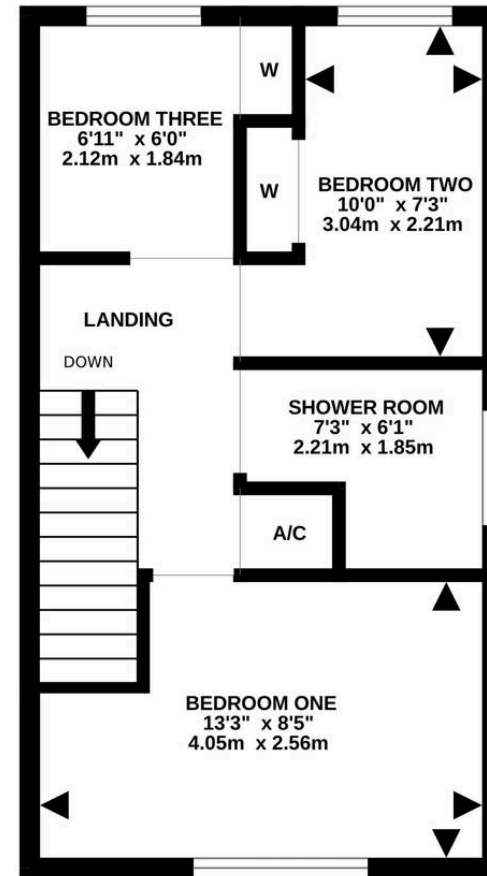 W
BEDROOM THREE
6'11" x 6'0"
2.12m x 1.84m
W
BEDROOM TWO
10'0" x 7'3"
3.04m x 2.21m
LANDING
DOWN
SHOWER ROOM
7'3" x 6'1"
2.21m x 1.85m
A/C
BEDROOM ONE
13'3" x 8'5"
4.05m x 2.56m